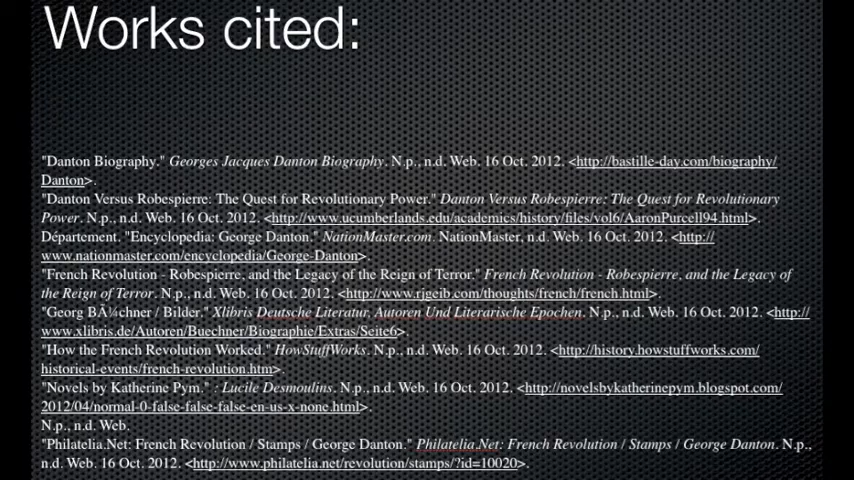 Works cited:
"Danton Biography." Georges Jacques Danton Biography. N.p., n.d. Web. 16 Oct. 2012. <http://bastille-day.com/biography/
Danton>.
"Danton Versus Robespierre: The Quest for Revolutionary Power." Danton Versus Robespierre: The Quest for Revolutionary
Power. N.p., n.d. Web. 16 Oct. 2012. <http://www.ucumberlands.edu/academics/history/files/vol6/AaronPurcell94.html>.
Département. "Encyclopedia: George Danton." NationMaster.com. NationMaster, n.d. Web. 16 Oct. 2012. <http://
www.nationmaster.com/encyclopedia/George-Danton>.
"French Revolution - Robespierre, and the Legacy of the Reign of Terror." French Revolution - Robespierre, and the Legacy of
the Reign of Terror. N.p., n.d. Web. 16 Oct. 2012. <http://www.rjgeib.com/thoughts/french/french.html>.
"Georg BÃ¼chner / Bilder." Xlibris Deutsche Literatur, Autoren Und Literarische Epochen. N.p., n.d. Web. 16 Oct. 2012. <http://
www.xlibris.de/Autoren/Buechner/Biographie/Extras/Seite6>.
"How the French Revolution Worked." HowStuffWorks. N.p., n.d. Web. 16 Oct. 2012. <http://history.howstuffworks.com/
historical-events/french-revolution.htm>.
"Novels by Katherine Pym." : Lucile Desmoulins. N.p., n.d. Web. 16 Oct. 2012. <http://novelsbykatherinepym.blogspot.com/
2012/04/normal-0-false-false-false-en-us-x-none.html>.
N.p., n.d. Web.
"Philatelia.Net: French Revolution / Stamps / George Danton." Philatelia.Net: French Revolution / Stamps / George Danton. N.p.,
n.d. Web. 16 Oct. 2012. <http://www.philatelia.net/revolution/stamps/?id=10020>.